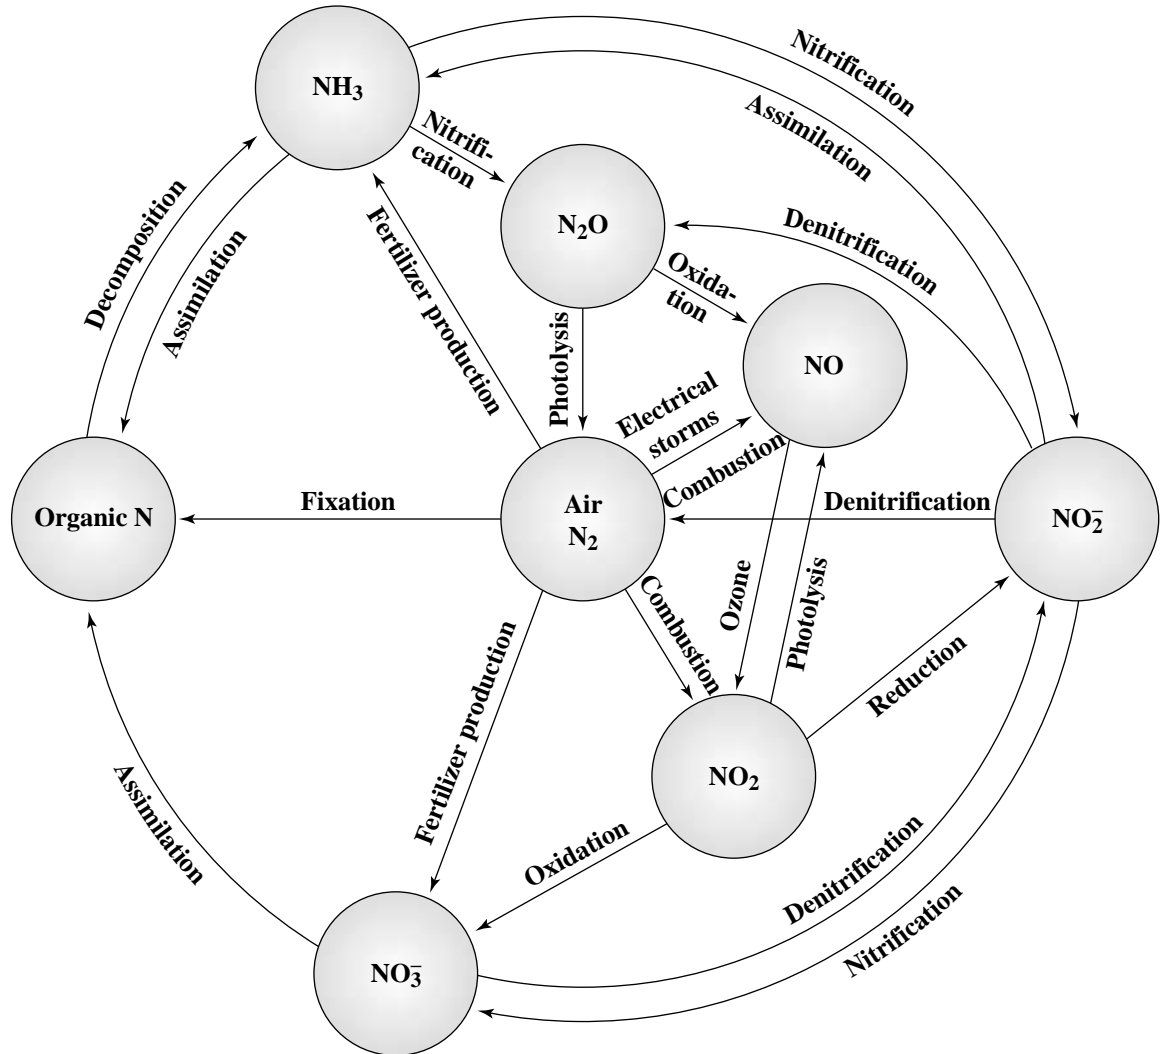 Nitrification
NH₃
Assimilation
Nitrifi-
cation
N₂O
Denitrification
Decomposition
Assimilation
Fertilizer production
Oxida-
tion
Photolysis
NO
Electrical
storms
Combustion
Organic N
Fixation
Air
N₂
Denitrification
NO₂⁻
Combustion
Ozone
Photolysis
Reduction
Fertilizer production
NO₂
Assimilation
Oxidation
Denitrification
Nitrification
NO₃⁻